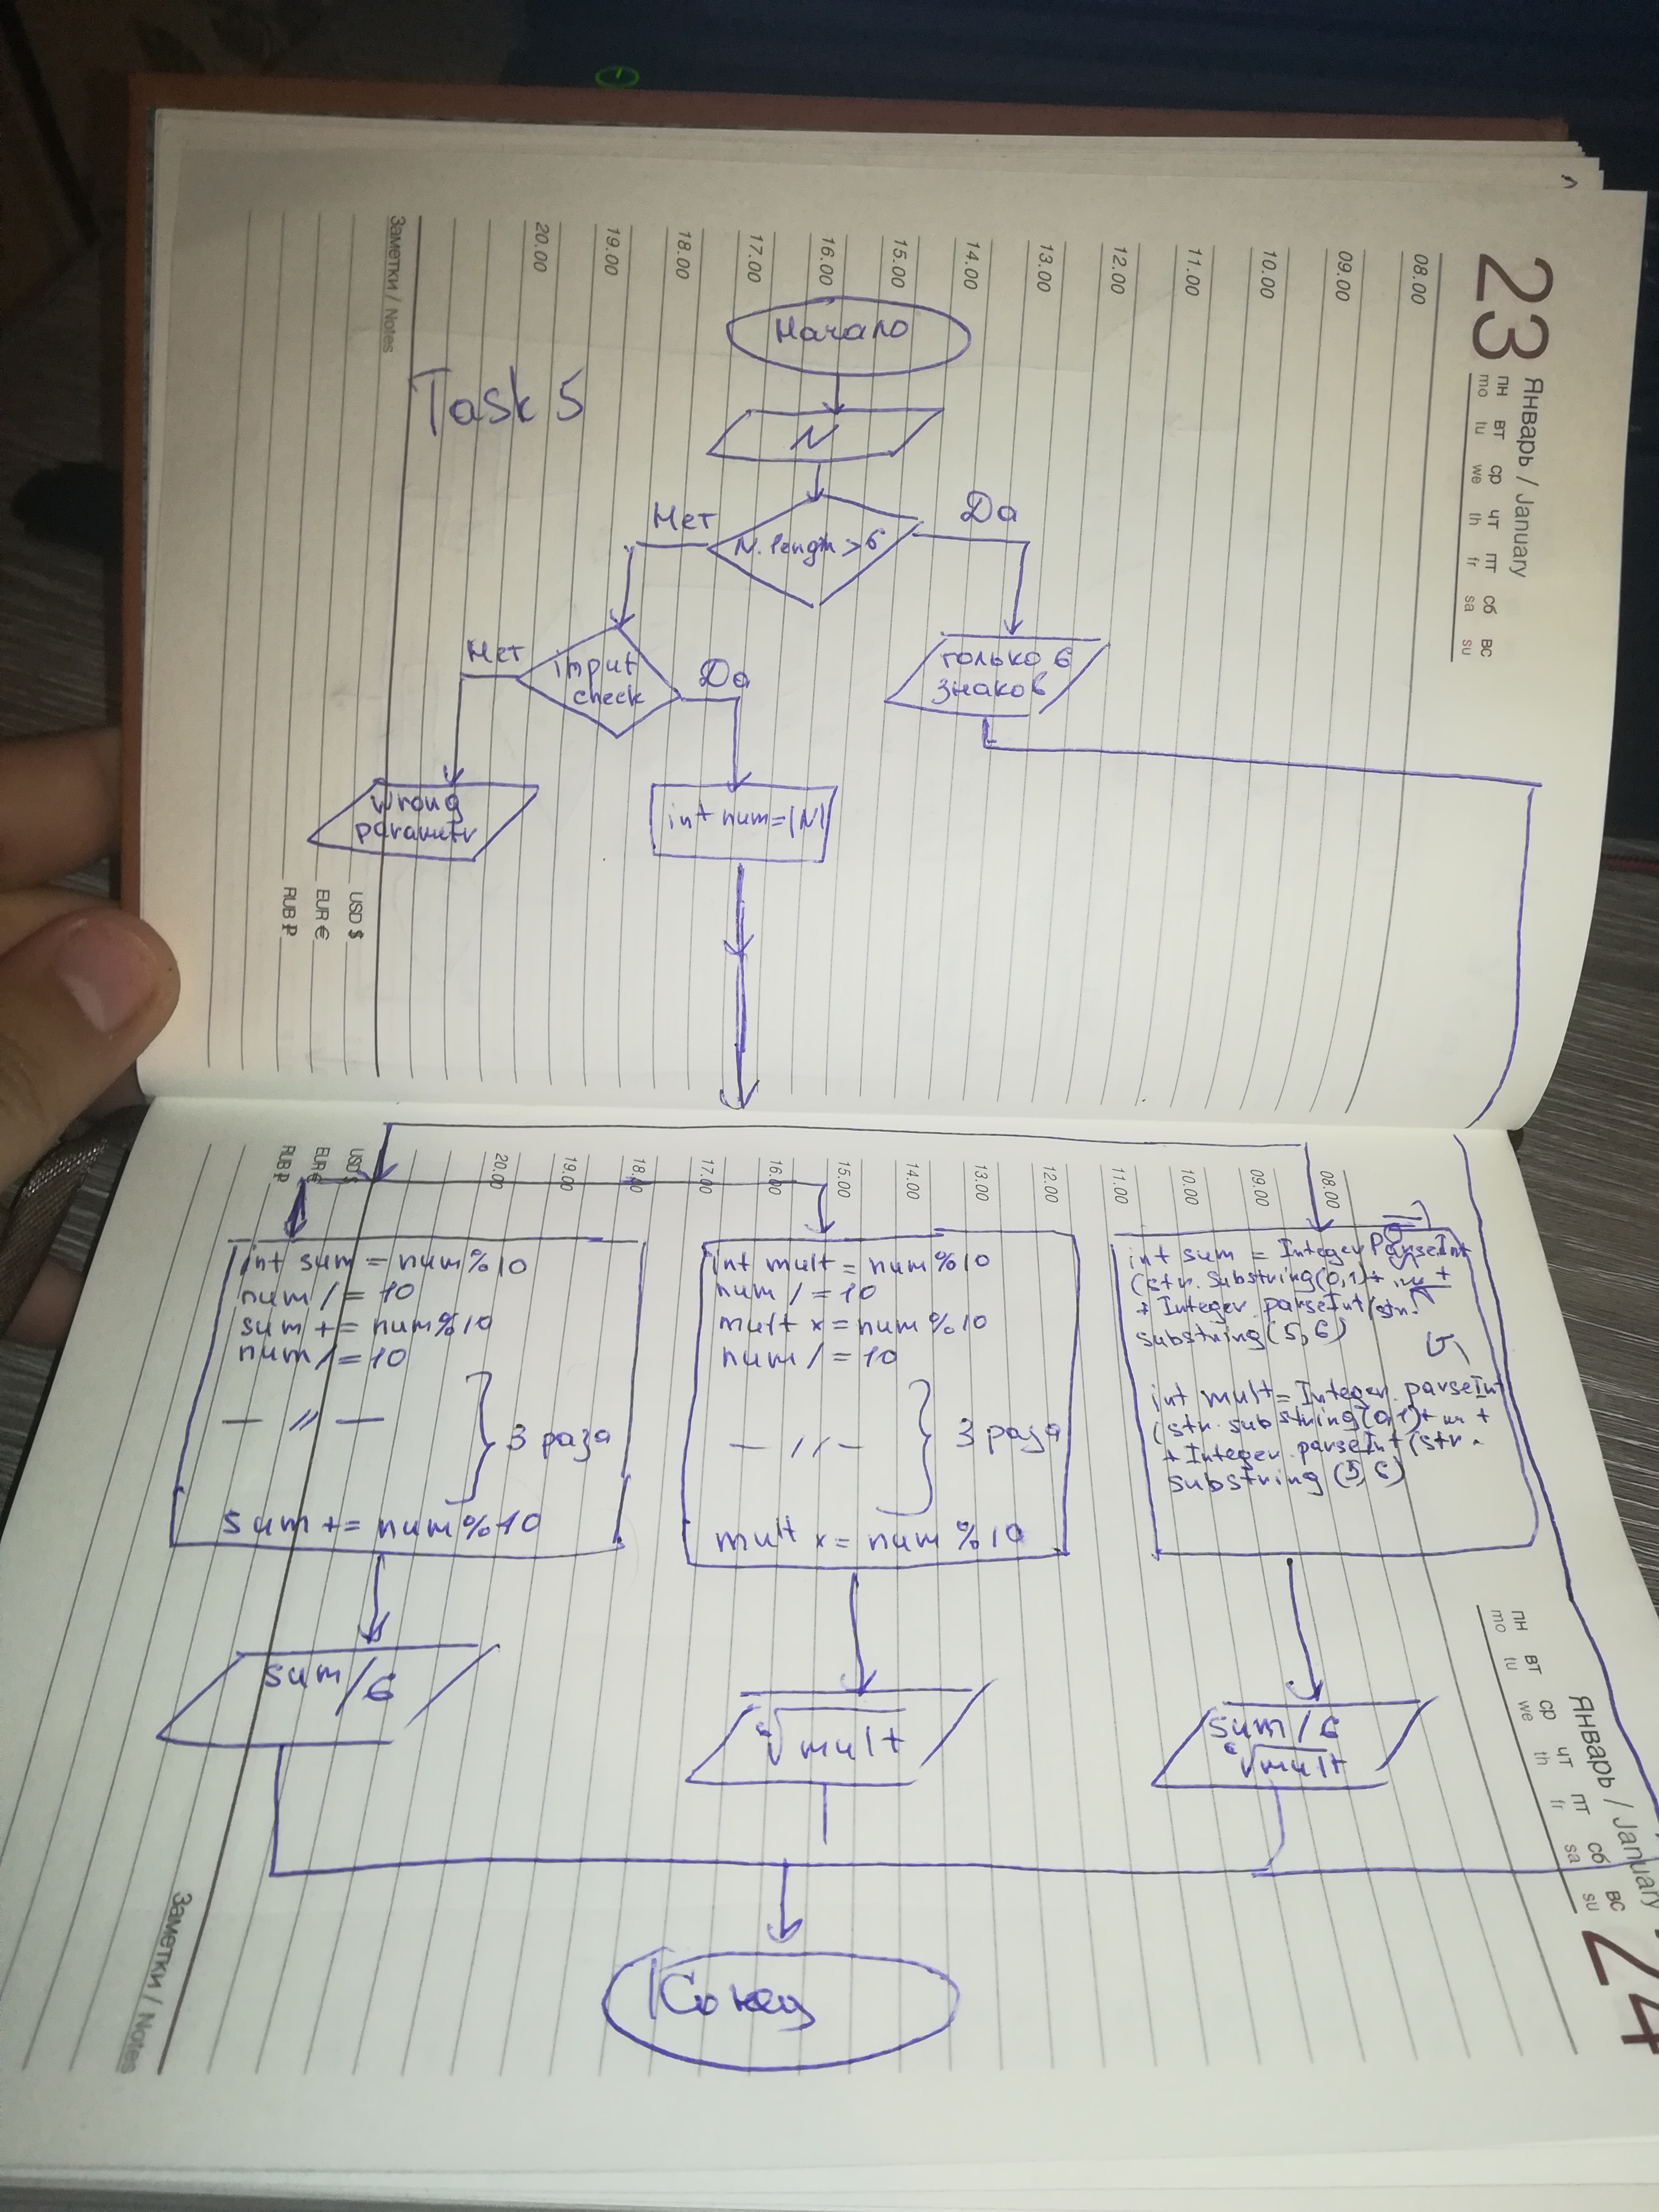 23
Январь / January
пн вт ср чт пт сб вс
mo tu we th fr sa su
08.00
09.00
10.00
11.00
12.00
13.00
14.00
15.00
16.00
17.00
18.00
19.00
20.00
Заметки / Notes
USD $
EUR €
RUB ₽
Task 5
Начало
N
N.length > 6
Нет
Да
input
check
Нет
Да
только 6
знаков
Wrong
parametr
int num = |N|
RUB ₽
EUR €
USD $
20.00
19.00
18.00
17.00
16.00
15.00
14.00
13.00
12.00
11.00
10.00
09.00
08.00
int sum = num%10
num /= 10
sum += num%10
num /= 10
— // —
3 раза
sum += num%10
int mult = num%10
num /= 10
mult x= num%10
num /= 10
— // —
3 раза
mult x= num%10
int sum = Integer.parseInt
(str.substring(0,1)+ ... +
+ Integer.parseInt(str.
substring(5,6)
int mult = Integer.parseInt
(str.substring(0,1)+ ... +
+ Integer.parseInt(str.
substring(5,6)
sum/6
⁶√mult
sum/6
⁶√mult
Конец
24
Январь / January
пн вт ср чт пт сб вс
mo tu we th fr sa su
Заметки / Notes